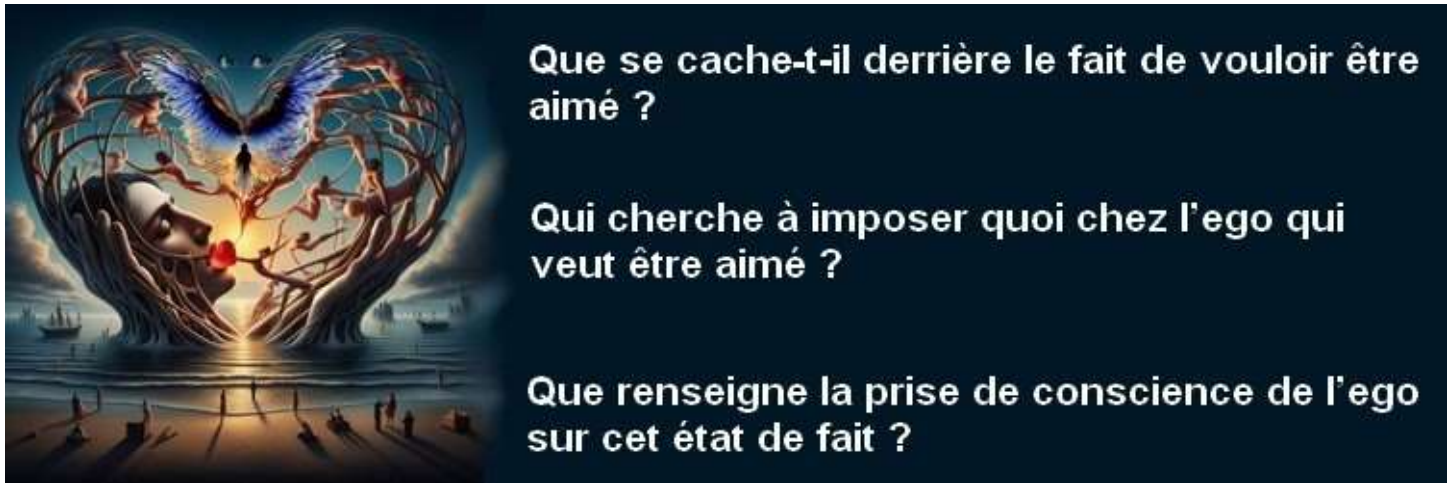 Que se cache-t-il derrière le fait de vouloir être
aimé ?
Qui cherche à imposer quoi chez l’ego qui
veut être aimé ?
Que renseigne la prise de conscience de l’ego
sur cet état de fait ?